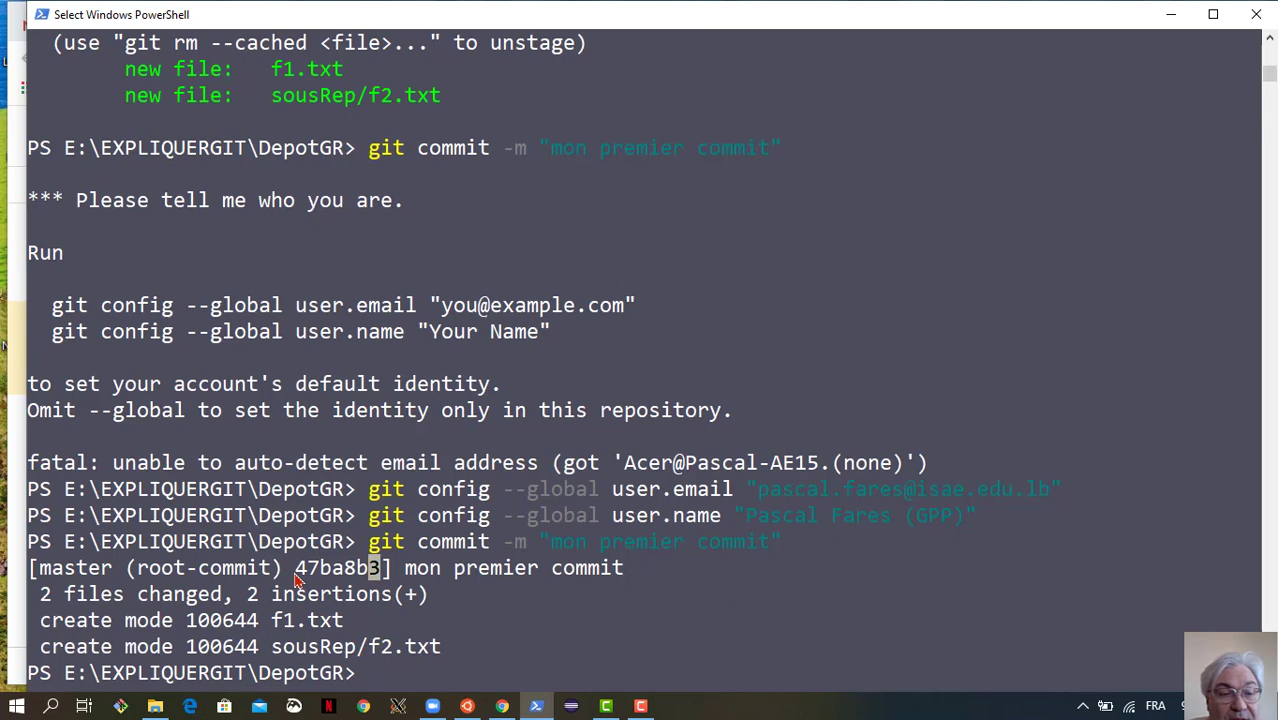 Select Windows PowerShell
(use "git rm --cached <file>..." to unstage)
new file:   f1.txt
new file:   sousRep/f2.txt
PS E:\EXPLIQUERGIT\DepotGR> git commit -m "mon premier commit"
*** Please tell me who you are.
Run
git config --global user.email "you@example.com"
git config --global user.name "Your Name"
to set your account's default identity.
Omit --global to set the identity only in this repository.
fatal: unable to auto-detect email address (got 'Acer@Pascal-AE15.(none)')
PS E:\EXPLIQUERGIT\DepotGR> git config --global user.email "pascal.fares@isae.edu.lb"
PS E:\EXPLIQUERGIT\DepotGR> git config --global user.name "Pascal Fares (GPP)"
PS E:\EXPLIQUERGIT\DepotGR> git commit -m "mon premier commit"
[master (root-commit) 47ba8b3] mon premier commit
2 files changed, 2 insertions(+)
create mode 100644 f1.txt
create mode 100644 sousRep/f2.txt
PS E:\EXPLIQUERGIT\DepotGR>
FR